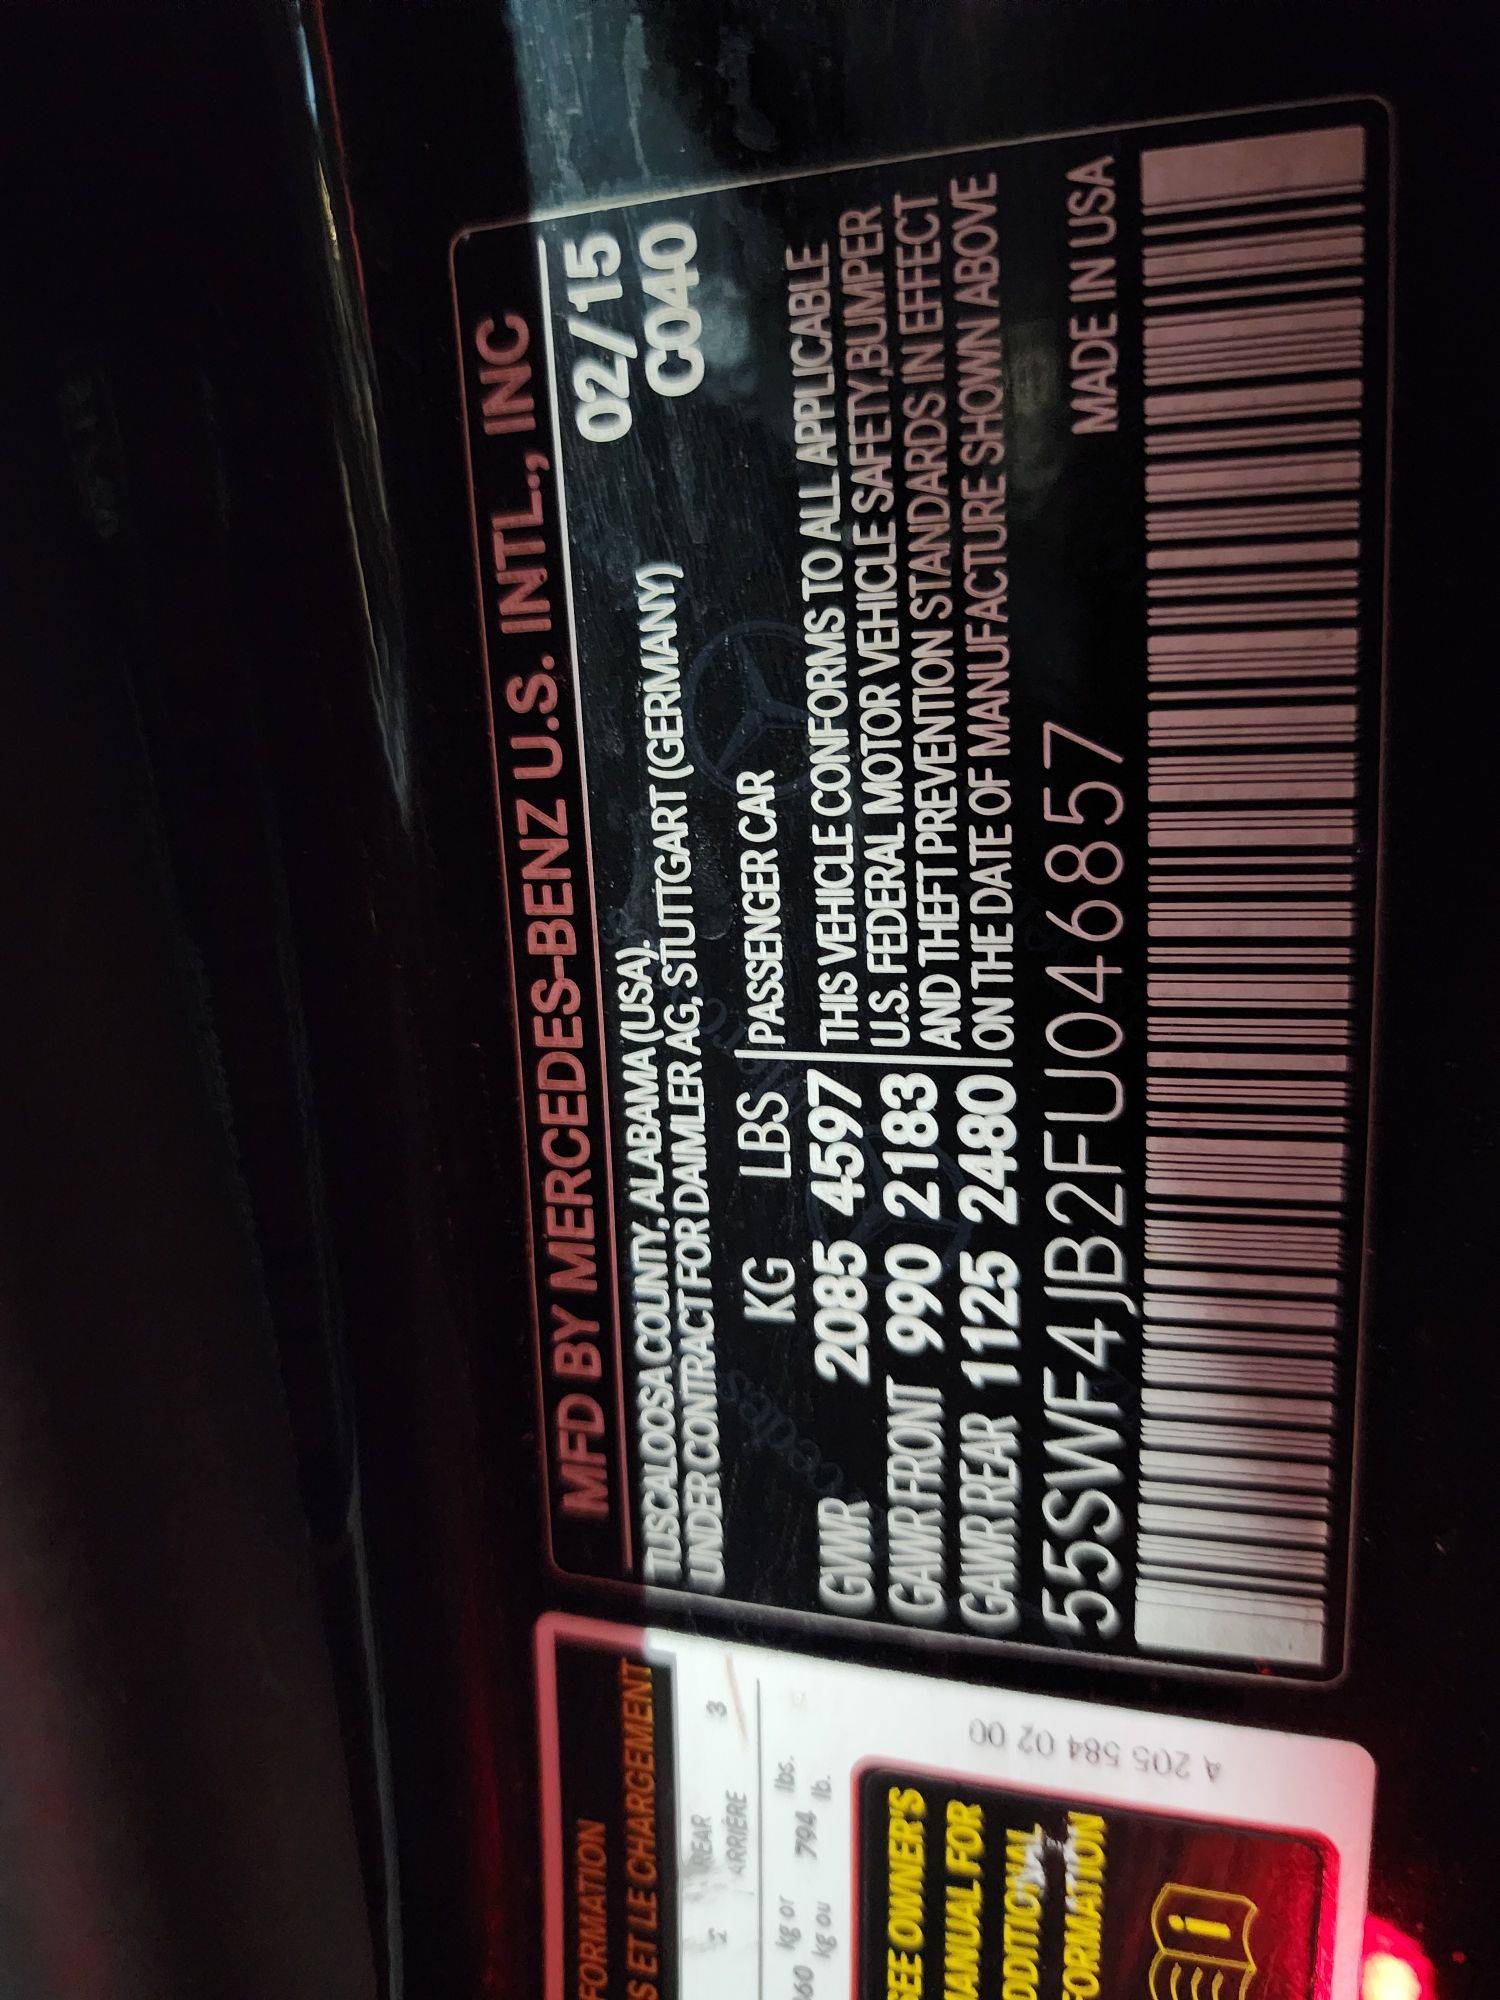 MFD BY MERCEDES-BENZ U.S. INTL., INC
TUSCALOOSA COUNTY, ALABAMA (USA). 02/15
UNDER CONTRACT FOR DAIMLER AG, STUTTGART (GERMANY) C040
KG LBS PASSENGER CAR
GVWR 2085 4597 THIS VEHICLE CONFORMS TO ALL APPLICABLE
U.S. FEDERAL MOTOR VEHICLE SAFETY,BUMPER
GAWR FRONT 990 2183 AND THEFT PREVENTION STANDARDS IN EFFECT
GAWR REAR 1125 2480 ON THE DATE OF MANUFACTURE SHOWN ABOVE
55SWF4JB2FU046857 MADE IN USA
FORMATION
S ET LE CHARGEMENT
2 REAR 3
ARRIÈRE
kg or 794 lbs.
kg ou lb.
SEE OWNER'S
MANUAL FOR
ADDITIONAL
FORMATION
A 205 584 02 00